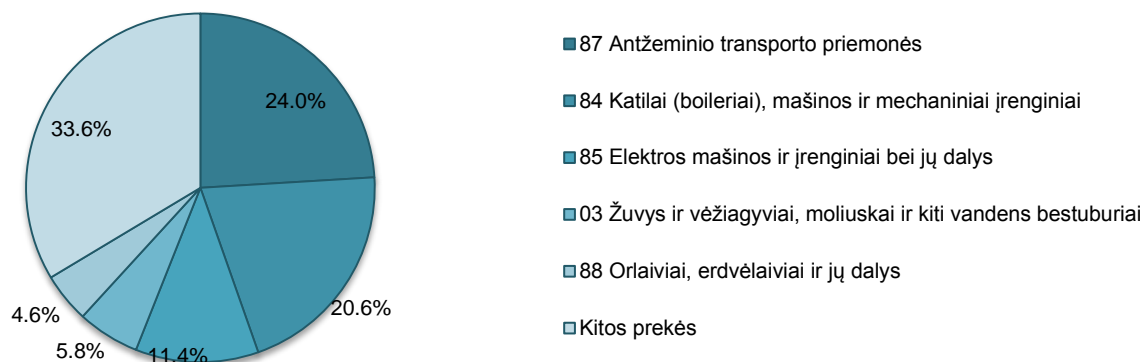 24.0%
20.6%
11.4%
5.8%
4.6%
33.6%
87 Antžeminio transporto priemonės
84 Katilai (boileriai), mašinos ir mechaniniai įrenginiai
85 Elektros mašinos ir įrenginiai bei jų dalys
03 Žuvys ir vėžiagyviai, moliuskai ir kiti vandens bestuburiai
88 Orlaiviai, erdvėlaiviai ir jų dalys
Kitos prekės